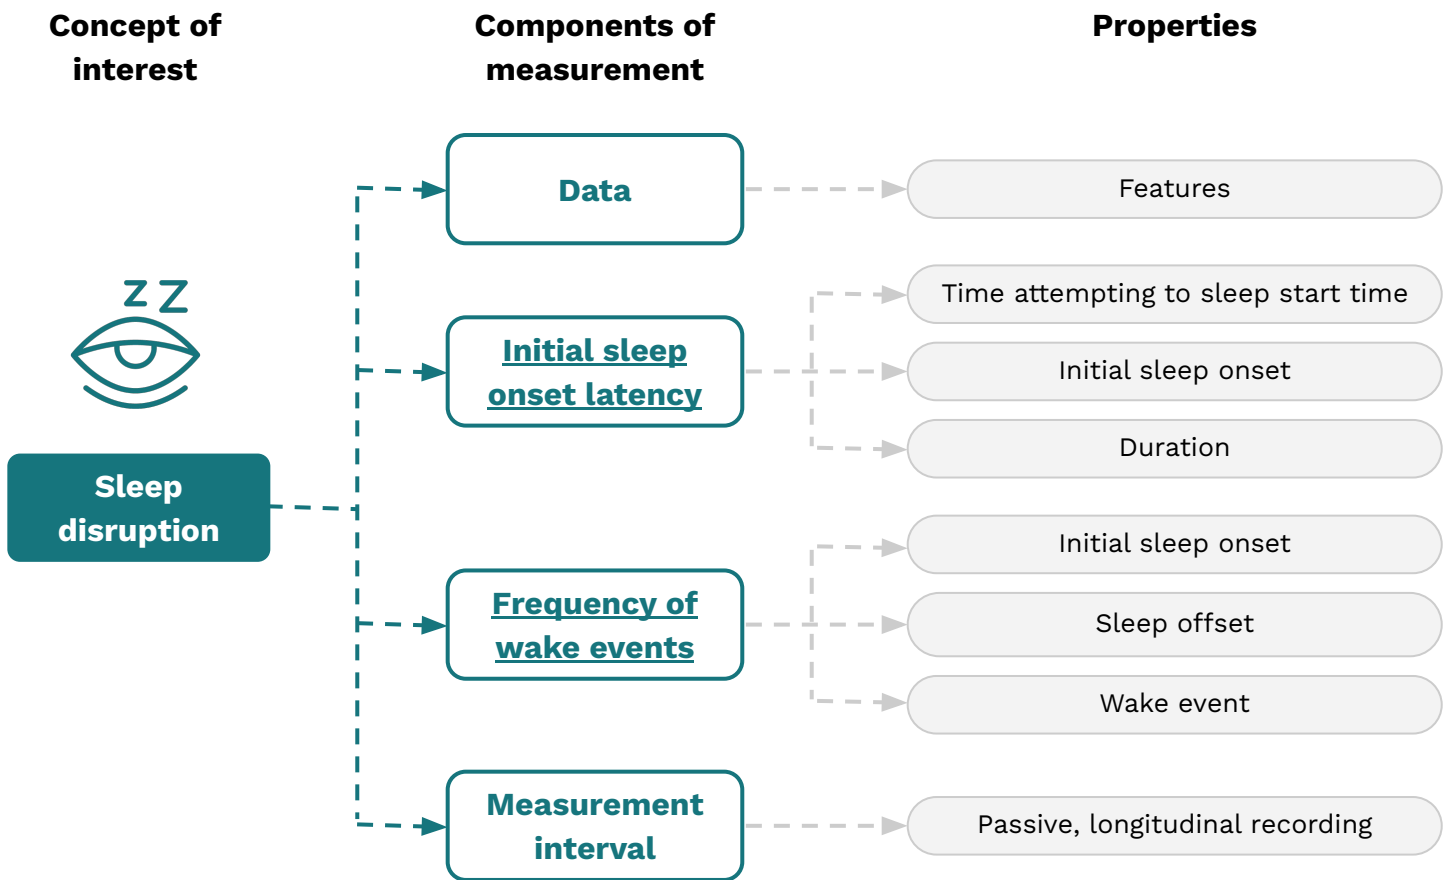 Concept of
interest
Components of
measurement
Properties
Data
Features
zZ
Time attempting to sleep start time
Initial sleep
onset latency
Initial sleep onset
Duration
Sleep
disruption
Initial sleep onset
Frequency of
wake events
Sleep offset
Wake event
Measurement
interval
Passive, longitudinal recording